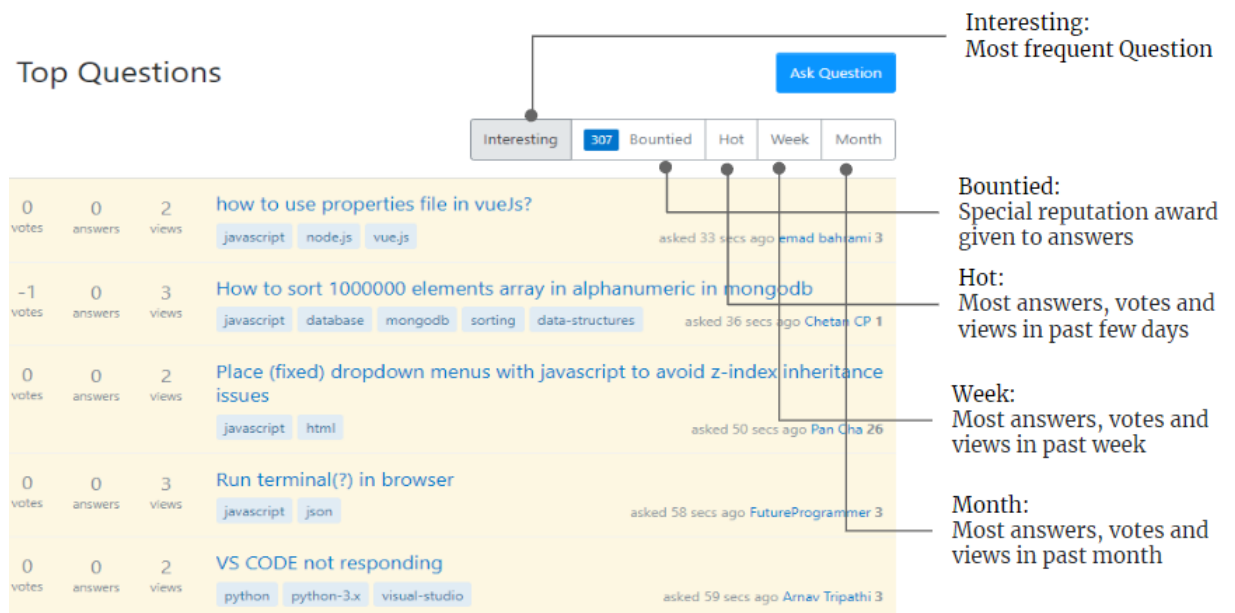 Interesting:
Most frequent Question
Top Questions
Ask Question
Interesting 307 Bountied Hot Week Month
Bountied:
Special reputation award
given to answers
Hot:
Most answers, votes and
views in past few days
Week:
Most answers, votes and
views in past week
Month:
Most answers, votes and
views in past month
0 votes 0 answers 2 views
how to use properties file in vueJs?
javascript node.js vue.js
asked 33 secs ago emad bahrami 3
-1 votes 0 answers 3 views
How to sort 1000000 elements array in alphanumeric in mongodb
javascript database mongodb sorting data-structures
asked 36 secs ago Chetan CP 1
0 votes 0 answers 2 views
Place (fixed) dropdown menus with javascript to avoid z-index inheritance
issues
javascript html
asked 50 secs ago Pan Cha 26
0 votes 0 answers 3 views
Run terminal(?) in browser
javascript json
asked 58 secs ago FutureProgrammer 3
0 votes 0 answers 2 views
VS CODE not responding
python python-3.x visual-studio
asked 59 secs ago Arnav Tripathi 3